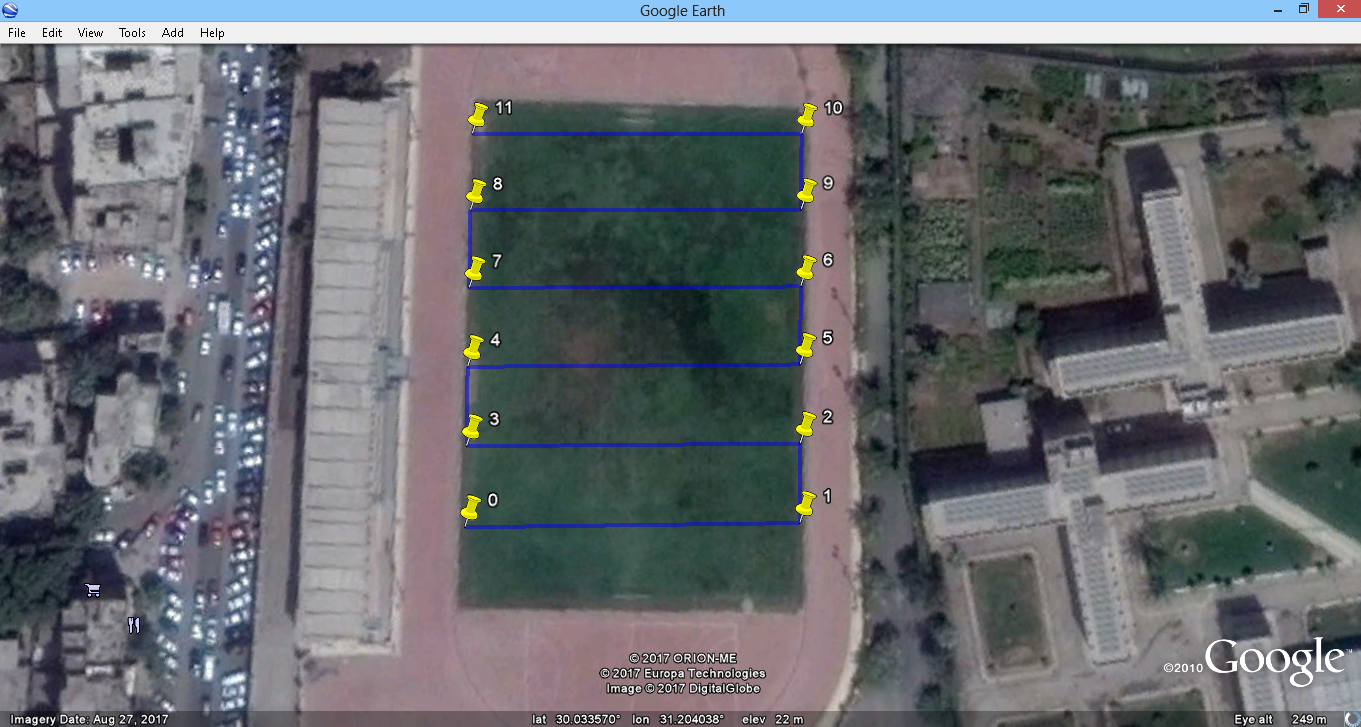 Google Earth
File Edit View Tools Add Help
11 10
8 9
7 6
4 5
3 2
0 1
© 2017 ORION-ME
© 2017 Europa Technologies
Image © 2017 DigitalGlobe
©2010 Google™
Imagery Date: Aug 27, 2017 lat 30.033570° lon 31.204038° elev 22 m Eye alt 249 m